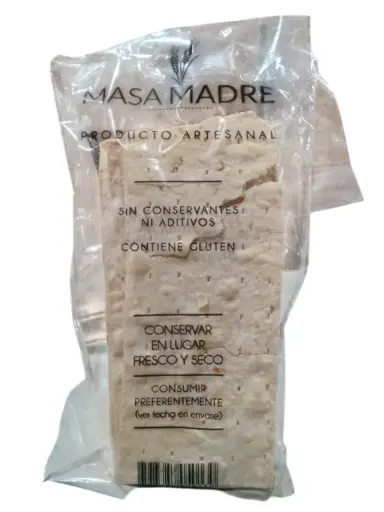 MASA MADRE
PRODUCTO ARTESANAL
SIN CONSERVANTES
NI ADITIVOS
CONTIENE GLUTEN
CONSERVAR
EN LUGAR
FRESCO Y SECO
CONSUMIR
PREFERENTEMENTE
(ver fecha en envase)